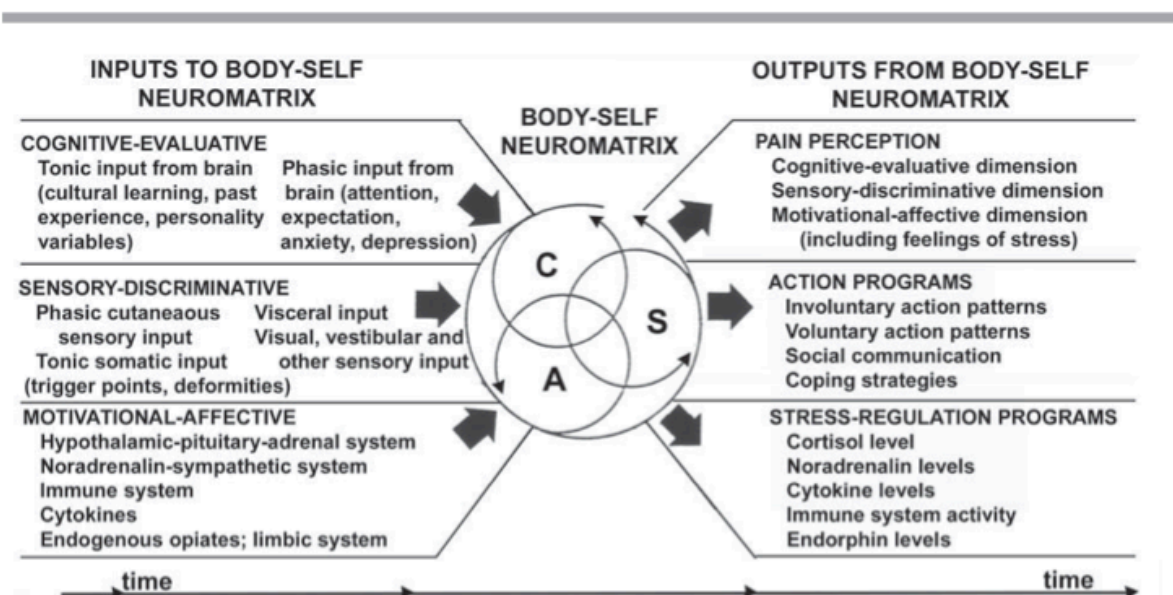 INPUTS TO BODY-SELF
NEUROMATRIX
COGNITIVE-EVALUATIVE
Tonic input from brain
(cultural learning, past
experience, personality
variables)
Phasic input from
brain (attention,
expectation,
anxiety, depression)
SENSORY-DISCRIMINATIVE
Phasic cutaneaous
sensory input
Tonic somatic input
(trigger points, deformities)
Visceral input
Visual, vestibular and
other sensory input
MOTIVATIONAL-AFFECTIVE
Hypothalamic-pituitary-adrenal system
Noradrenalin-sympathetic system
Immune system
Cytokines
Endogenous opiates; limbic system
BODY-SELF
NEUROMATRIX
C
S
A
OUTPUTS FROM BODY-SELF
NEUROMATRIX
PAIN PERCEPTION
Cognitive-evaluative dimension
Sensory-discriminative dimension
Motivational-affective dimension
(including feelings of stress)
ACTION PROGRAMS
Involuntary action patterns
Voluntary action patterns
Social communication
Coping strategies
STRESS-REGULATION PROGRAMS
Cortisol level
Noradrenalin levels
Cytokine levels
Immune system activity
Endorphin levels
time
time